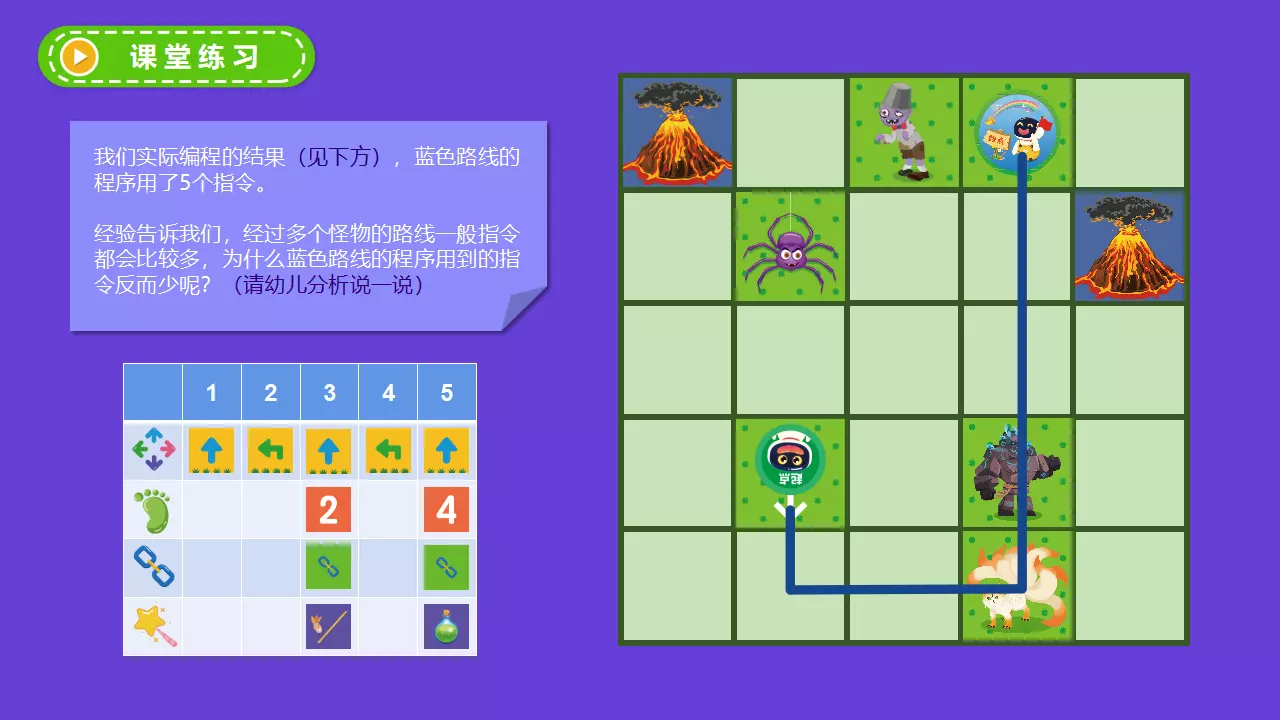 课堂练习
我们实际编程的结果（见下方），蓝色路线的
程序用了5个指令。
经验告诉我们，经过多个怪物的路线一般指令
都会比较多，为什么蓝色路线的程序用到的指
令反而少呢？（请幼儿分析说一说）
1 2 3 4 5
2 4
起点